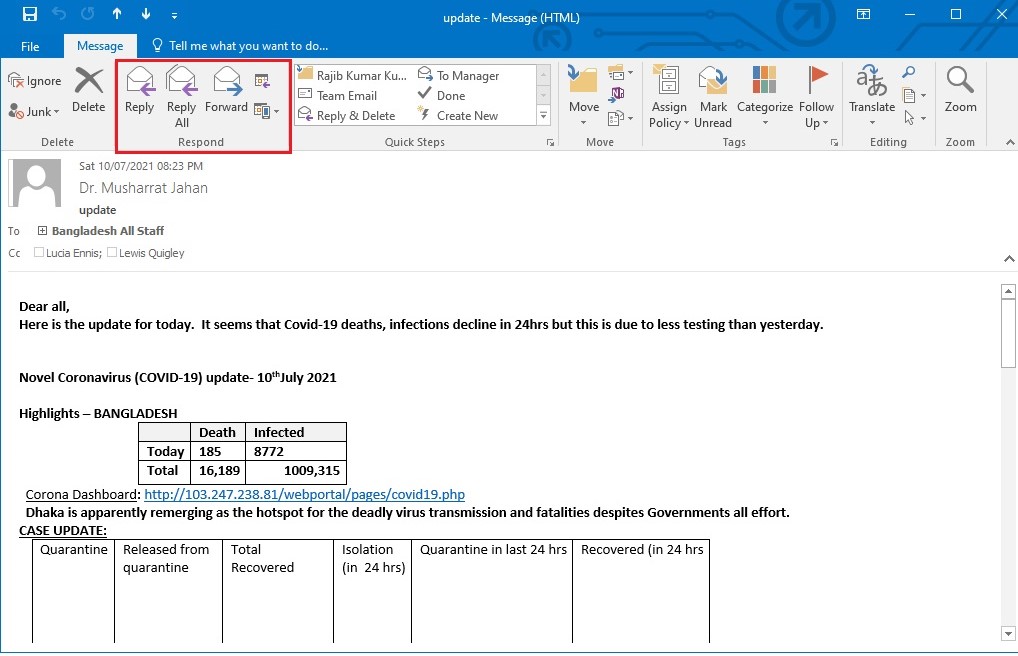 update - Message (HTML)
File Message Tell me what you want to do...
Ignore
Junk
Delete
Delete
Reply
Reply All
Forward
Respond
Rajib Kumar Ku... To Manager
Team Email Done
Reply & Delete Create New
Quick Steps
Move
Move
Assign Policy
Mark Unread
Categorize
Follow Up
Tags
Translate
Editing
Zoom
Zoom
Sat 10/07/2021 08:23 PM
Dr. Musharrat Jahan
update
To Bangladesh All Staff
Cc Lucia Ennis; Lewis Quigley
Dear all,
Here is the update for today. It seems that Covid-19 deaths, infections decline in 24hrs but this is due to less testing than yesterday.
Novel Coronavirus (COVID-19) update- 10thJuly 2021
Highlights – BANGLADESH
Death Infected
Today 185 8772
Total 16,189 1009,315
Corona Dashboard: http://103.247.238.81/webportal/pages/covid19.php
Dhaka is apparently remerging as the hotspot for the deadly virus transmission and fatalities despites Governments all effort.
CASE UPDATE:
Quarantine Released from Total Isolation Quarantine in last 24 hrs Recovered (in 24 hrs
quarantine Recovered (in 24 hrs)